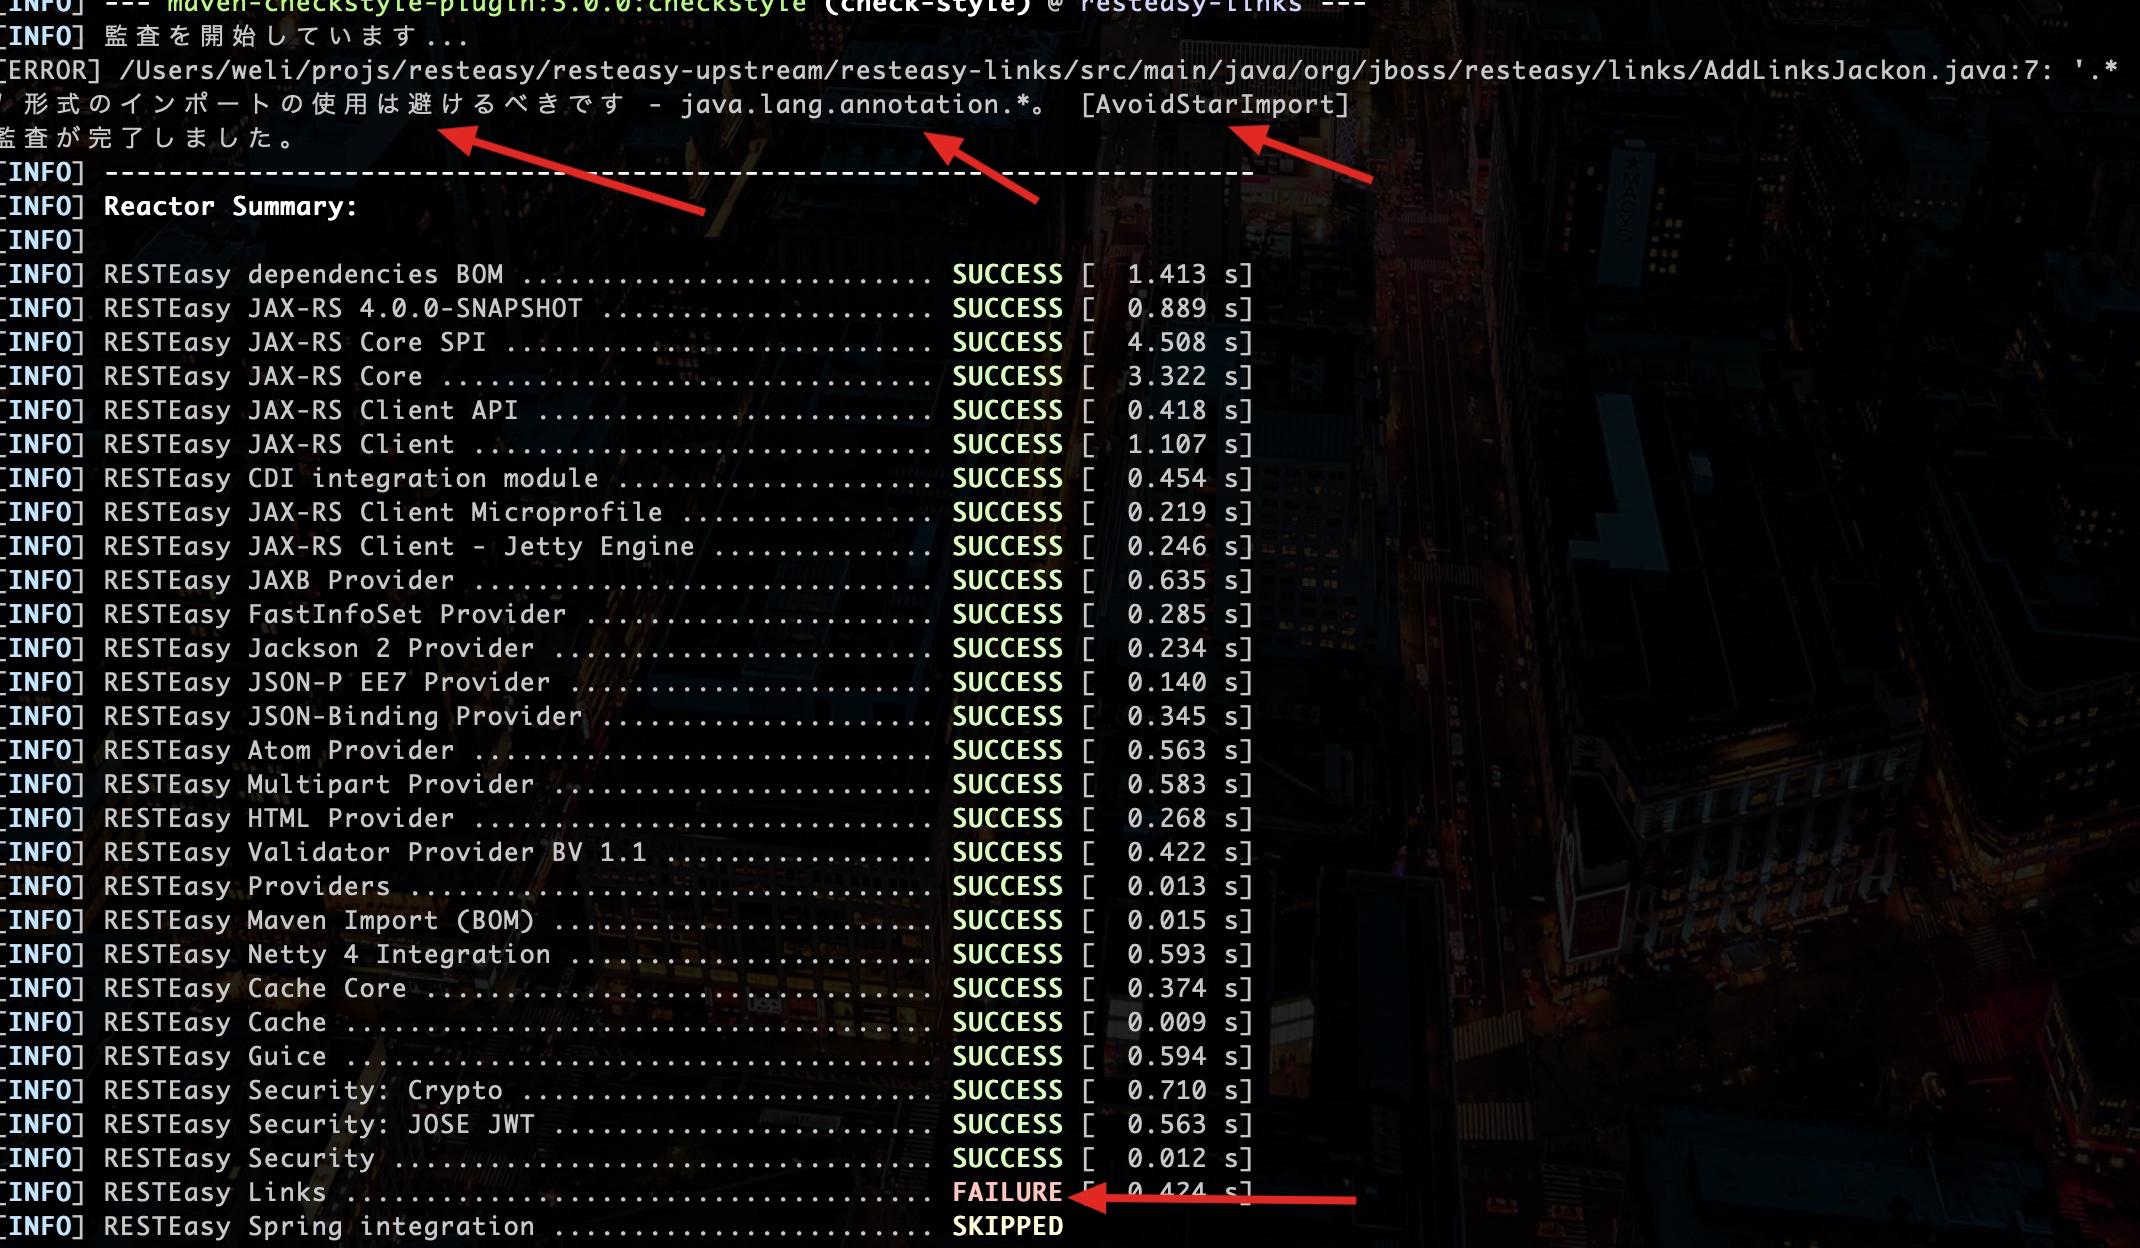 [INFO] --- maven-checkstyle-plugin:3.0.0:checkstyle (check-style) @ resteasy-links ---
[INFO] 監査を開始しています...
[ERROR] /Users/weli/projs/resteasy/resteasy-upstream/resteasy-links/src/main/java/org/jboss/resteasy/links/AddLinksJackon.java:7: '.*
' 形式のインポートの使用は避けるべきです - java.lang.annotation.*。 [AvoidStarImport]
監査が完了しました。
[INFO] ------------------------------------------------------------------------
[INFO] Reactor Summary:
[INFO]
[INFO] RESTEasy dependencies BOM .......................... SUCCESS [  1.413 s]
[INFO] RESTEasy JAX-RS 4.0.0-SNAPSHOT ..................... SUCCESS [  0.889 s]
[INFO] RESTEasy JAX-RS Core SPI ........................... SUCCESS [  4.508 s]
[INFO] RESTEasy JAX-RS Core ............................... SUCCESS [  3.322 s]
[INFO] RESTEasy JAX-RS Client API ......................... SUCCESS [  0.418 s]
[INFO] RESTEasy JAX-RS Client ............................. SUCCESS [  1.107 s]
[INFO] RESTEasy CDI integration module .................... SUCCESS [  0.454 s]
[INFO] RESTEasy JAX-RS Client Microprofile ................ SUCCESS [  0.219 s]
[INFO] RESTEasy JAX-RS Client - Jetty Engine .............. SUCCESS [  0.246 s]
[INFO] RESTEasy JAXB Provider ............................. SUCCESS [  0.635 s]
[INFO] RESTEasy FastInfoSet Provider ...................... SUCCESS [  0.285 s]
[INFO] RESTEasy Jackson 2 Provider ........................ SUCCESS [  0.234 s]
[INFO] RESTEasy JSON-P EE7 Provider ....................... SUCCESS [  0.140 s]
[INFO] RESTEasy JSON-Binding Provider ..................... SUCCESS [  0.345 s]
[INFO] RESTEasy Atom Provider ............................. SUCCESS [  0.563 s]
[INFO] RESTEasy Multipart Provider ........................ SUCCESS [  0.583 s]
[INFO] RESTEasy HTML Provider ............................. SUCCESS [  0.268 s]
[INFO] RESTEasy Validator Provider BV 1.1 ................. SUCCESS [  0.422 s]
[INFO] RESTEasy Providers ................................. SUCCESS [  0.013 s]
[INFO] RESTEasy Maven Import (BOM) ........................ SUCCESS [  0.015 s]
[INFO] RESTEasy Netty 4 Integration ....................... SUCCESS [  0.593 s]
[INFO] RESTEasy Cache Core ................................ SUCCESS [  0.374 s]
[INFO] RESTEasy Cache ..................................... SUCCESS [  0.009 s]
[INFO] RESTEasy Guice ..................................... SUCCESS [  0.594 s]
[INFO] RESTEasy Security: Crypto .......................... SUCCESS [  0.710 s]
[INFO] RESTEasy Security: JOSE JWT ........................ SUCCESS [  0.563 s]
[INFO] RESTEasy Security .................................. SUCCESS [  0.012 s]
[INFO] RESTEasy Links ..................................... FAILURE [  0.424 s]
[INFO] RESTEasy Spring integration ........................ SKIPPED